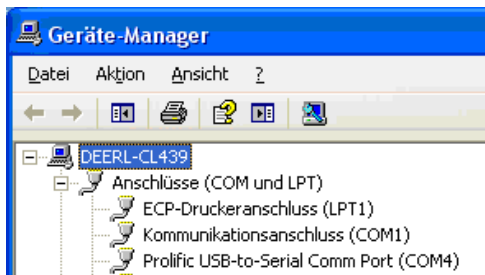 Geräte-Manager
Datei Aktion Ansicht ?
DEERL-CL439
Anschlüsse (COM und LPT)
ECP-Druckeranschluss (LPT1)
Kommunikationsanschluss (COM1)
Prolific USB-to-Serial Comm Port (COM4)